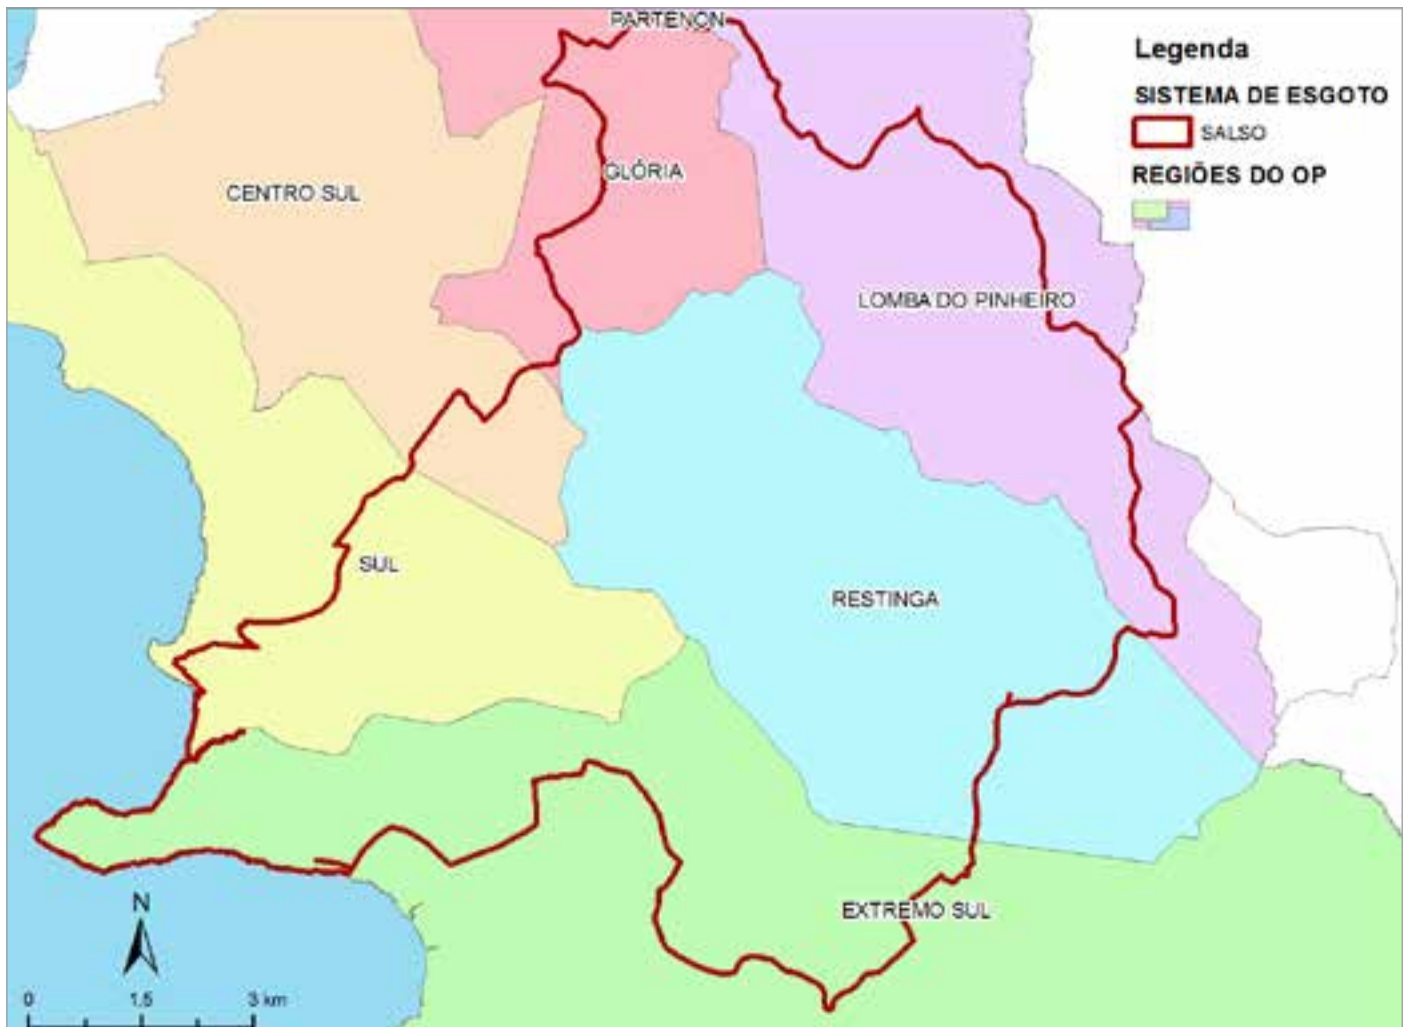 PARTENON
Legenda
SISTEMA DE ESGOTO
SALSO
REGIÕES DO OP
GLÓRIA
CENTRO SUL
LOMBA DO PINHEIRO
SUL
RESTINGA
EXTREMO SUL
N
0 1,5 3 km